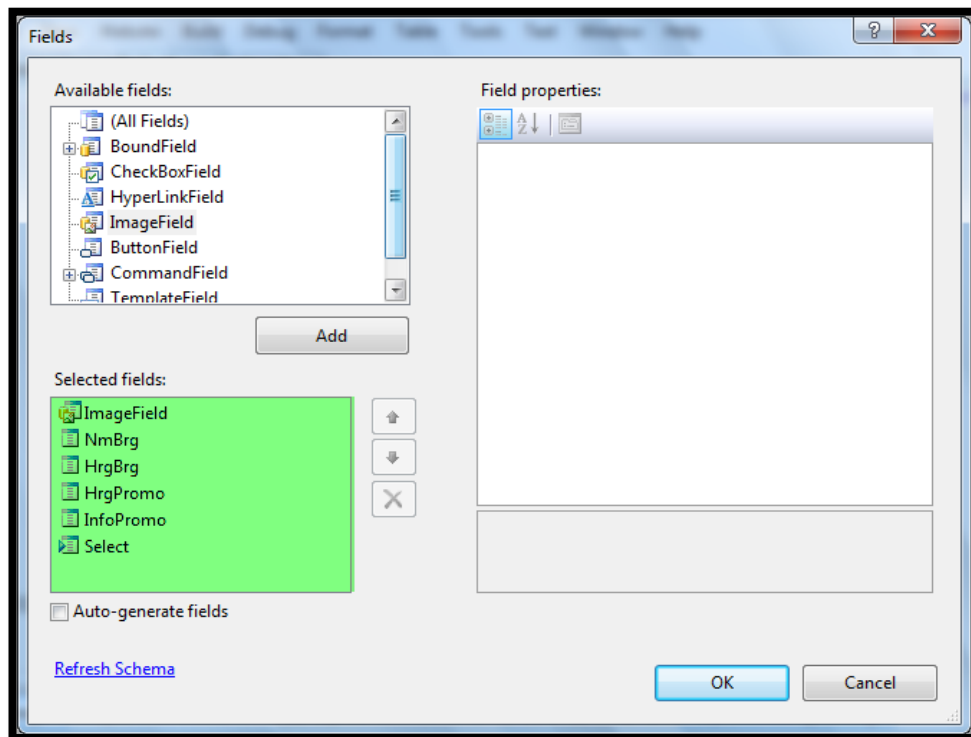 Fields
Available fields:
(All Fields)
BoundField
CheckBoxField
HyperLinkField
ImageField
ButtonField
CommandField
TemplateField
Add
Selected fields:
ImageField
NmBrg
HrgBrg
HrgPromo
InfoPromo
Select
Auto-generate fields
Refresh Schema
Field properties:
A
Z
OK
Cancel